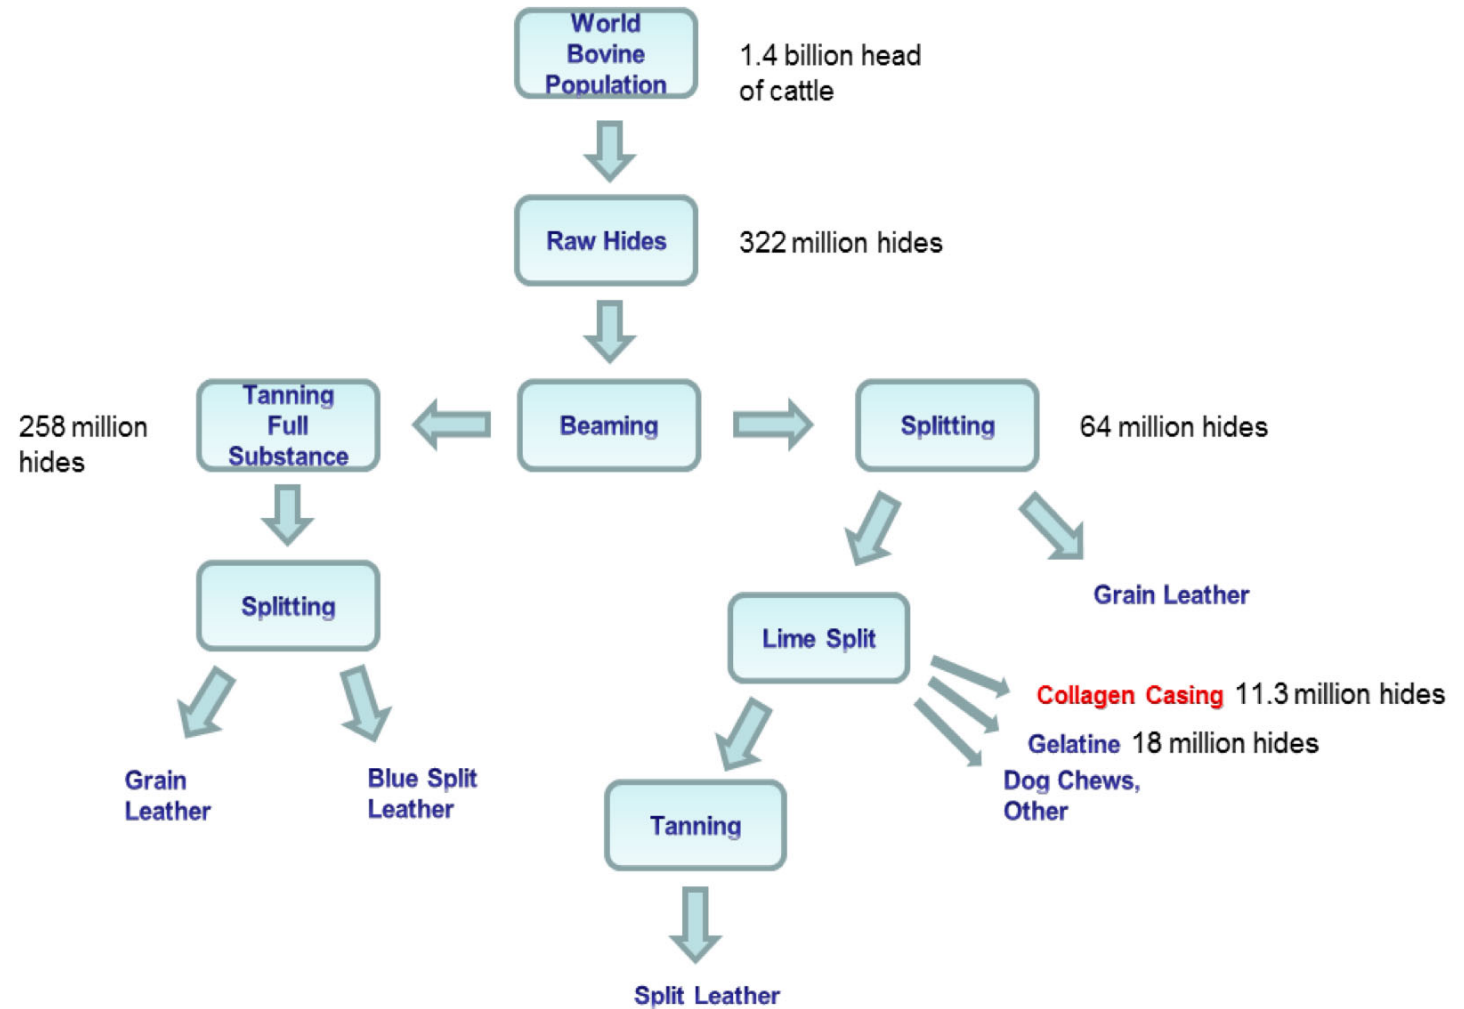 World
Bovine
Population
1.4 billion head
of cattle
Raw Hides
322 million hides
258 million
hides
Tanning
Full
Substance
Beaming
Splitting
64 million hides
Splitting
Lime Split
Grain Leather
Collagen Casing 11.3 million hides
Gelatine 18 million hides
Dog Chews,
Other
Grain
Leather
Blue Split
Leather
Tanning
Split Leather